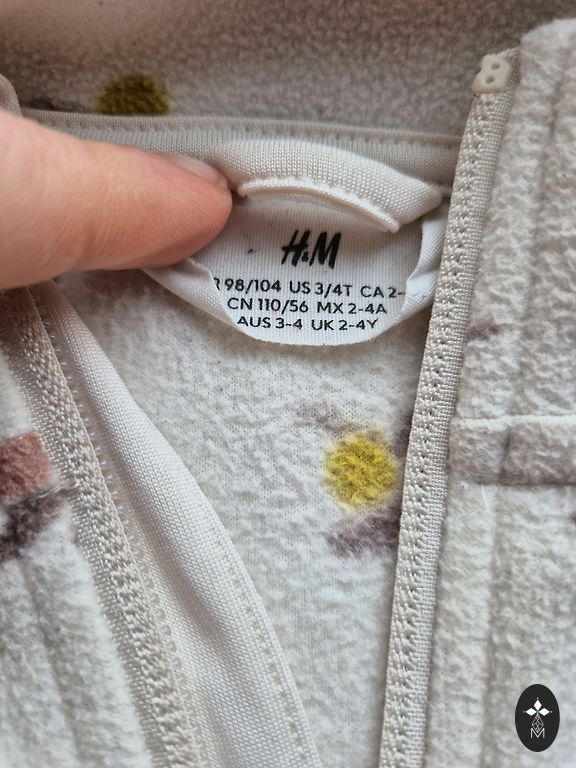 H&M
98/104 US 3/4T CA 2-
CN 110/56 MX 2-4A
AUS 3-4 UK 2-4Y